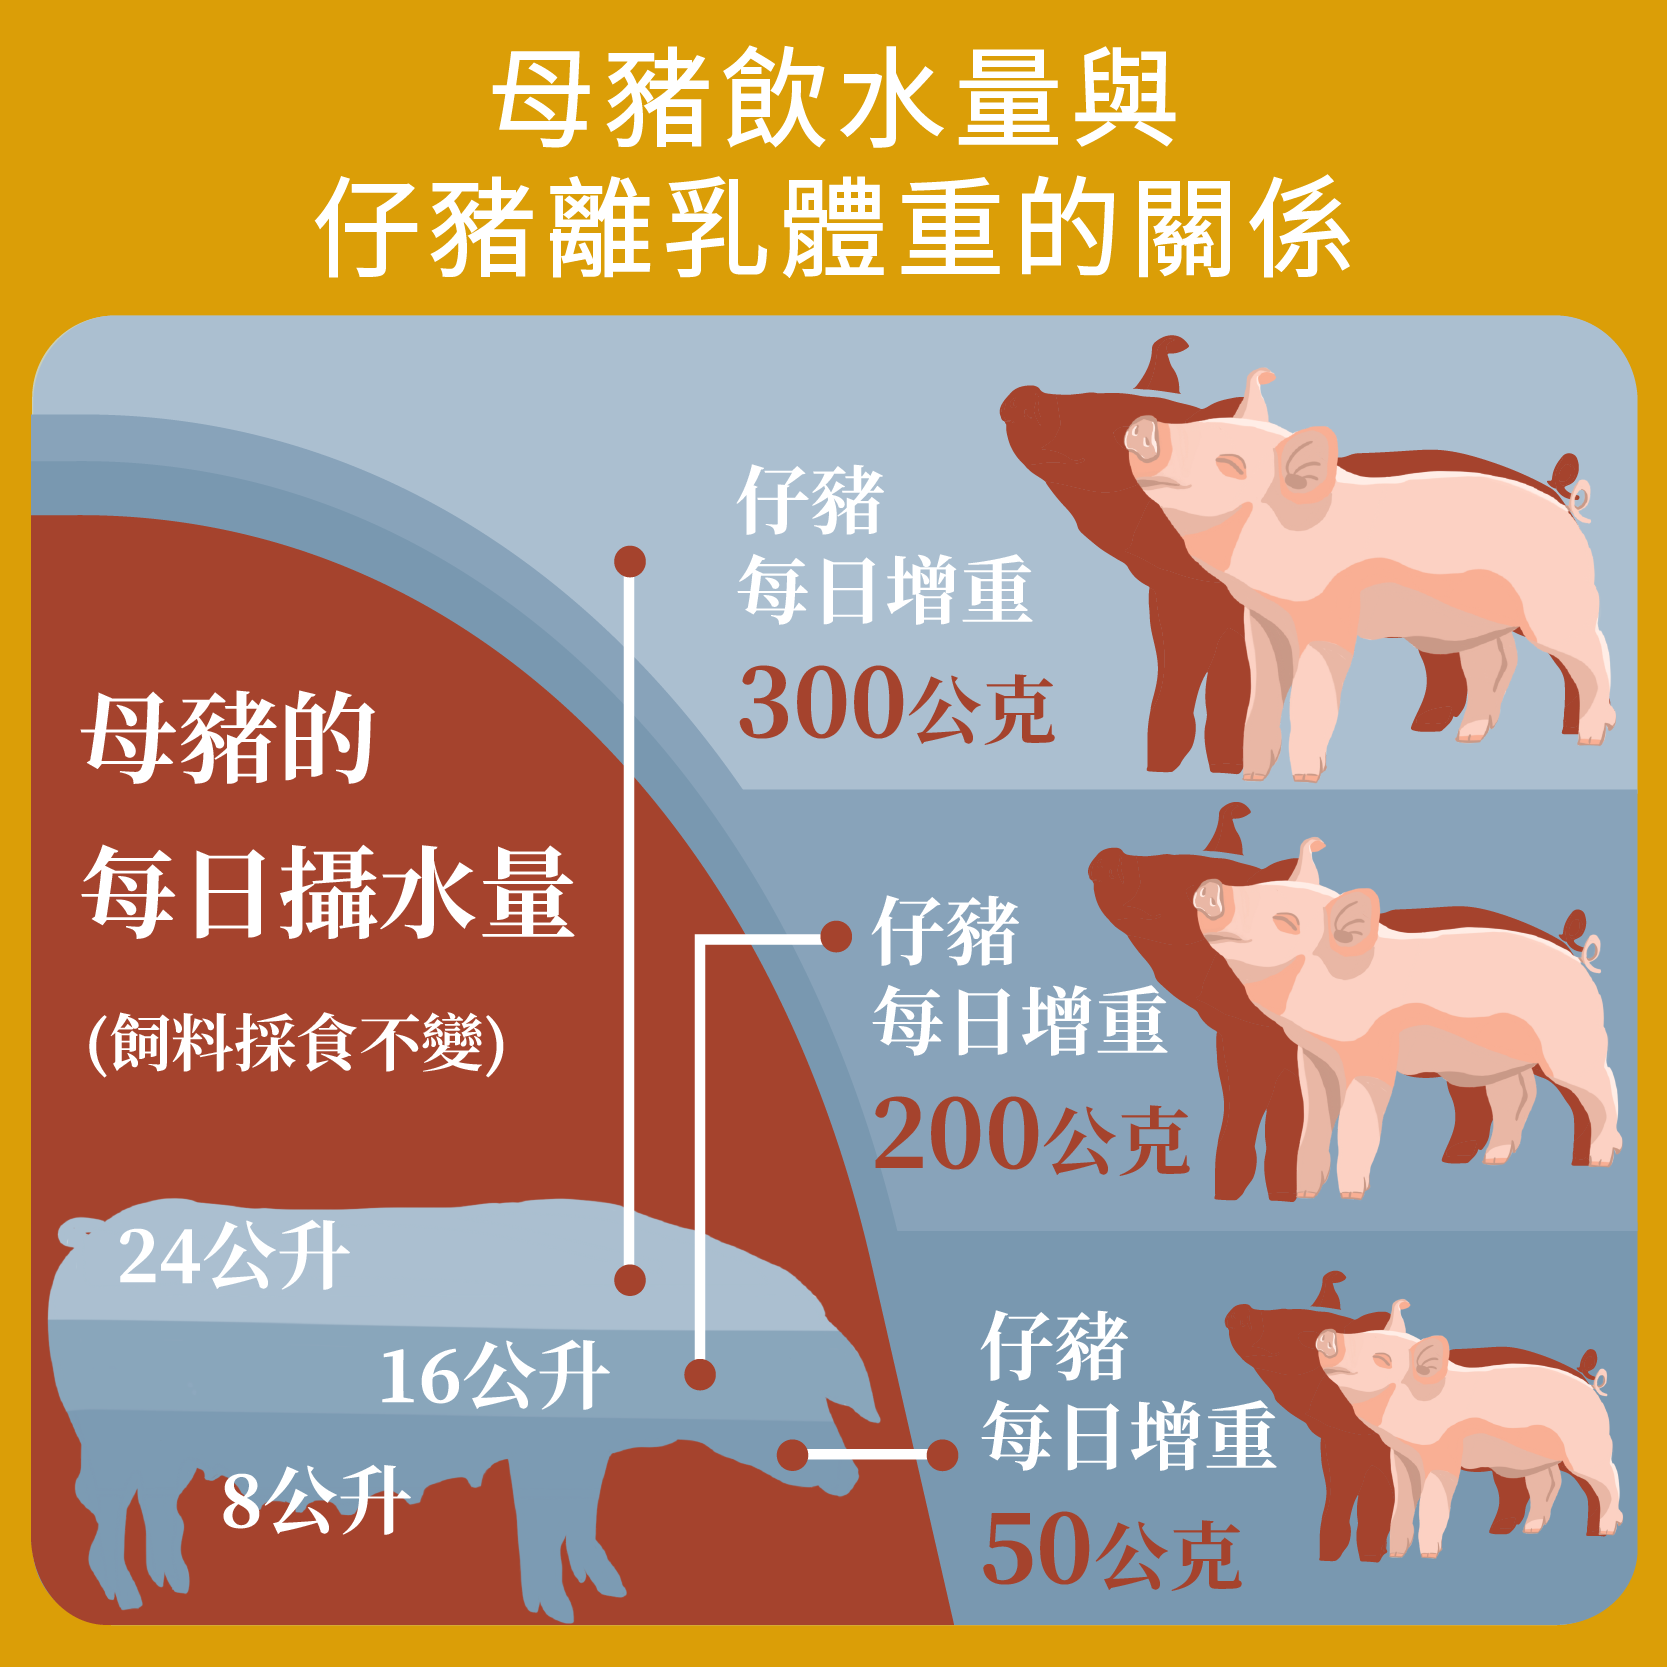 母豬飲水量與
仔豬離乳體重的關係
母豬的
每日攝水量
(飼料採食不變)
24公升
16公升
8公升
仔豬
每日增重
300公克
仔豬
每日增重
200公克
仔豬
每日增重
50公克